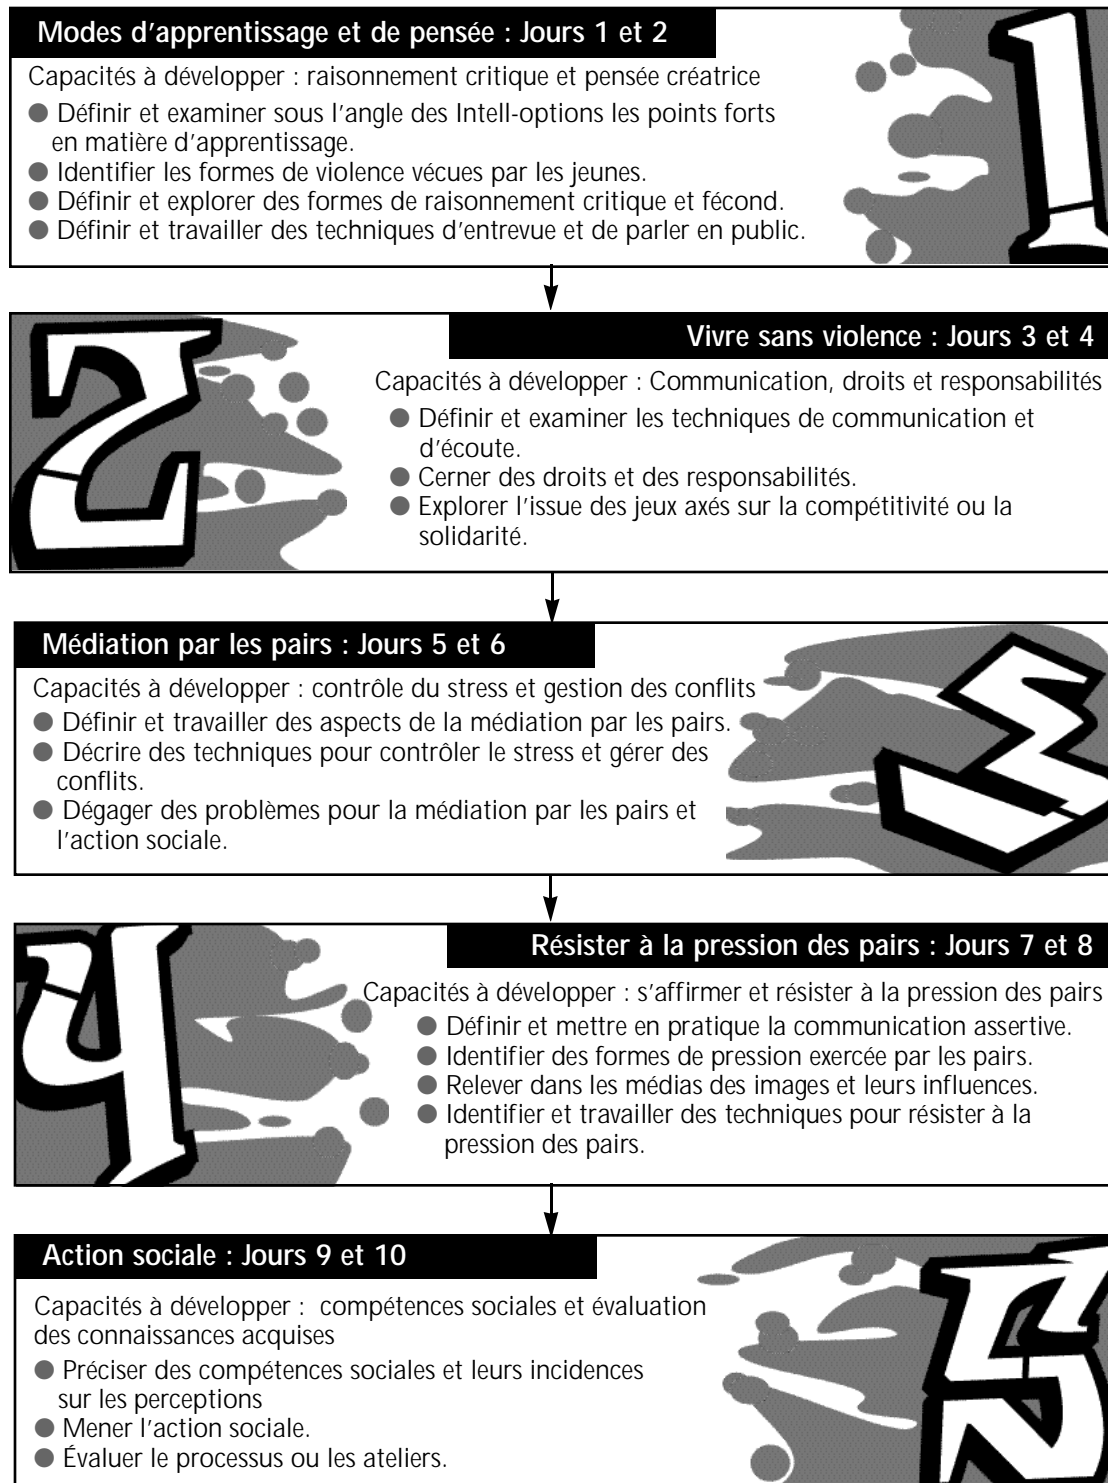 Modes d'apprentissage et de pensée : Jours 1 et 2
Capacités à développer : raisonnement critique et pensée créatrice
● Définir et examiner sous l'angle des Intell-options les points forts
en matière d'apprentissage.
● Identifier les formes de violence vécues par les jeunes.
● Définir et explorer des formes de raisonnement critique et fécond.
● Définir et travailler des techniques d'entrevue et de parler en public.
1
2
Vivre sans violence : Jours 3 et 4
Capacités à développer : Communication, droits et responsabilités
● Définir et examiner les techniques de communication et
d'écoute.
● Cerner des droits et des responsabilités.
● Explorer l'issue des jeux axés sur la compétitivité ou la
solidarité.
Médiation par les pairs : Jours 5 et 6
Capacités à développer : contrôle du stress et gestion des conflits
● Définir et travailler des aspects de la médiation par les pairs.
● Décrire des techniques pour contrôler le stress et gérer des
conflits.
● Dégager des problèmes pour la médiation par les pairs et
l'action sociale.
3
4
Résister à la pression des pairs : Jours 7 et 8
Capacités à développer : s'affirmer et résister à la pression des pairs
● Définir et mettre en pratique la communication assertive.
● Identifier des formes de pression exercée par les pairs.
● Relever dans les médias des images et leurs influences.
● Identifier et travailler des techniques pour résister à la
pression des pairs.
Action sociale : Jours 9 et 10
Capacités à développer :  compétences sociales et évaluation
des connaissances acquises
● Préciser des compétences sociales et leurs incidences
sur les perceptions
● Mener l'action sociale.
● Évaluer le processus ou les ateliers.
5